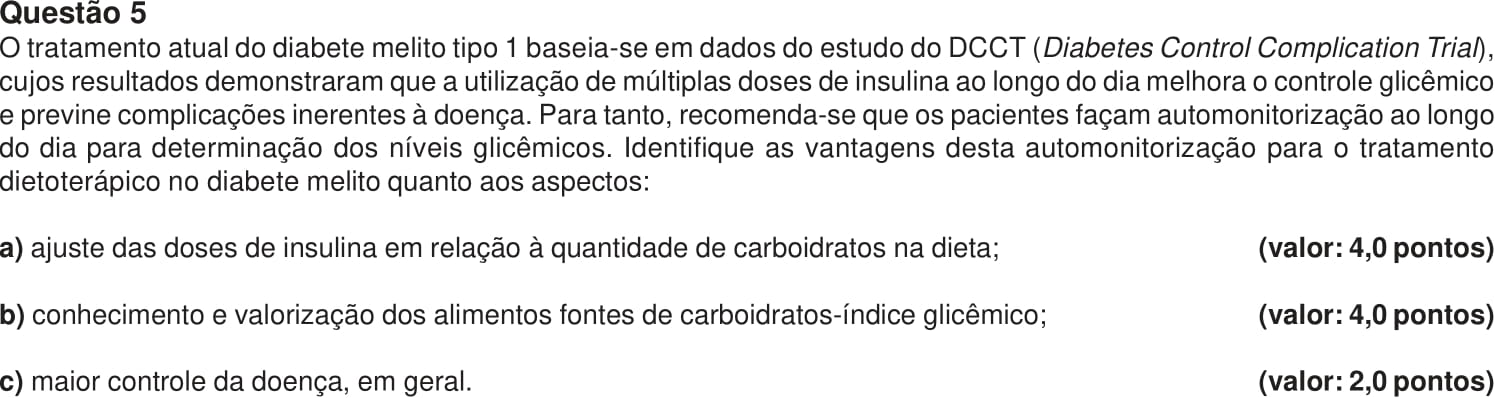 Questão 5
O tratamento atual do diabete melito tipo 1 baseia-se em dados do estudo do DCCT (Diabetes Control Complication Trial),
cujos resultados demonstraram que a utilização de múltiplas doses de insulina ao longo do dia melhora o controle glicêmico
e previne complicações inerentes à doença. Para tanto, recomenda-se que os pacientes façam automonitorização ao longo
do dia para determinação dos níveis glicêmicos. Identifique as vantagens desta automonitorização para o tratamento
dietoterápico no diabete melito quanto aos aspectos:
a) ajuste das doses de insulina em relação à quantidade de carboidratos na dieta; (valor: 4,0 pontos)
b) conhecimento e valorização dos alimentos fontes de carboidratos-índice glicêmico; (valor: 4,0 pontos)
c) maior controle da doença, em geral. (valor: 2,0 pontos)